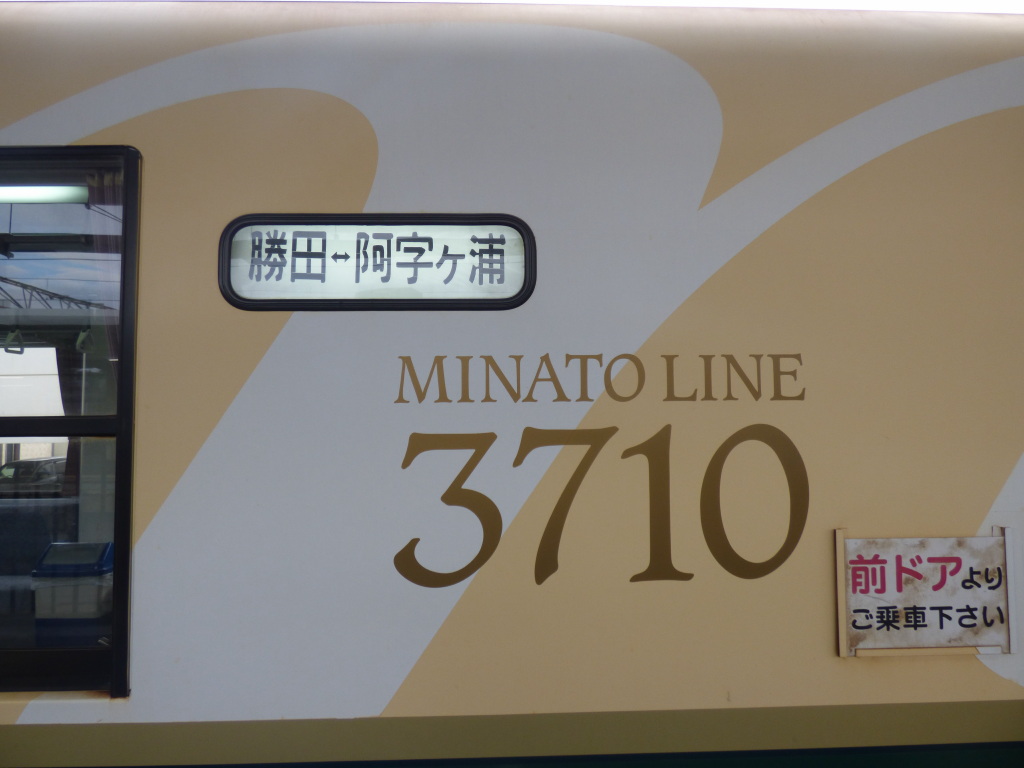 勝田↔阿字ヶ浦
MINATO LINE
3710
前ドアより
ご乗車下さい